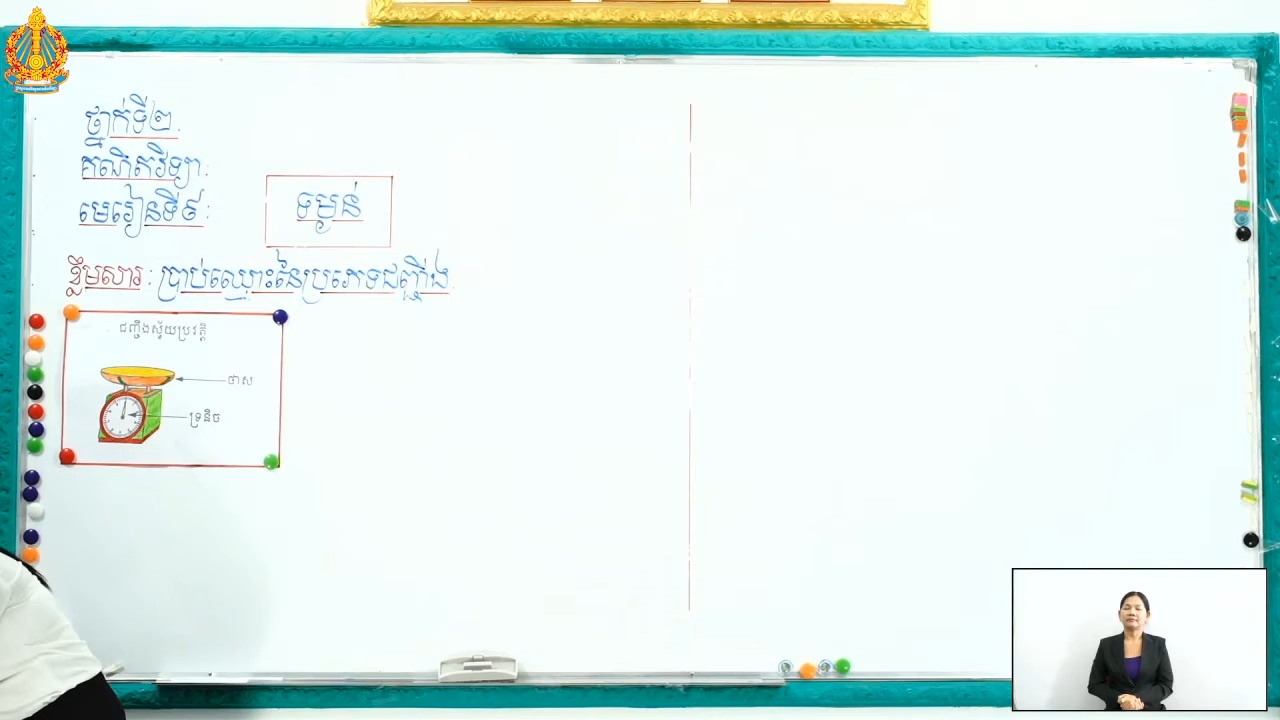 ថ្នាក់ទី២.
គណិតវិទ្យា:
មេរៀនទី៩:
ទម្ងន់
ខ្លឹមសារ : ប្រាប់ឈ្មោះនៃប្រភេទជញ្ជីង.
ជញ្ជីងស្វ័យប្រវត្តិ
ថាស
ទ្រនិច